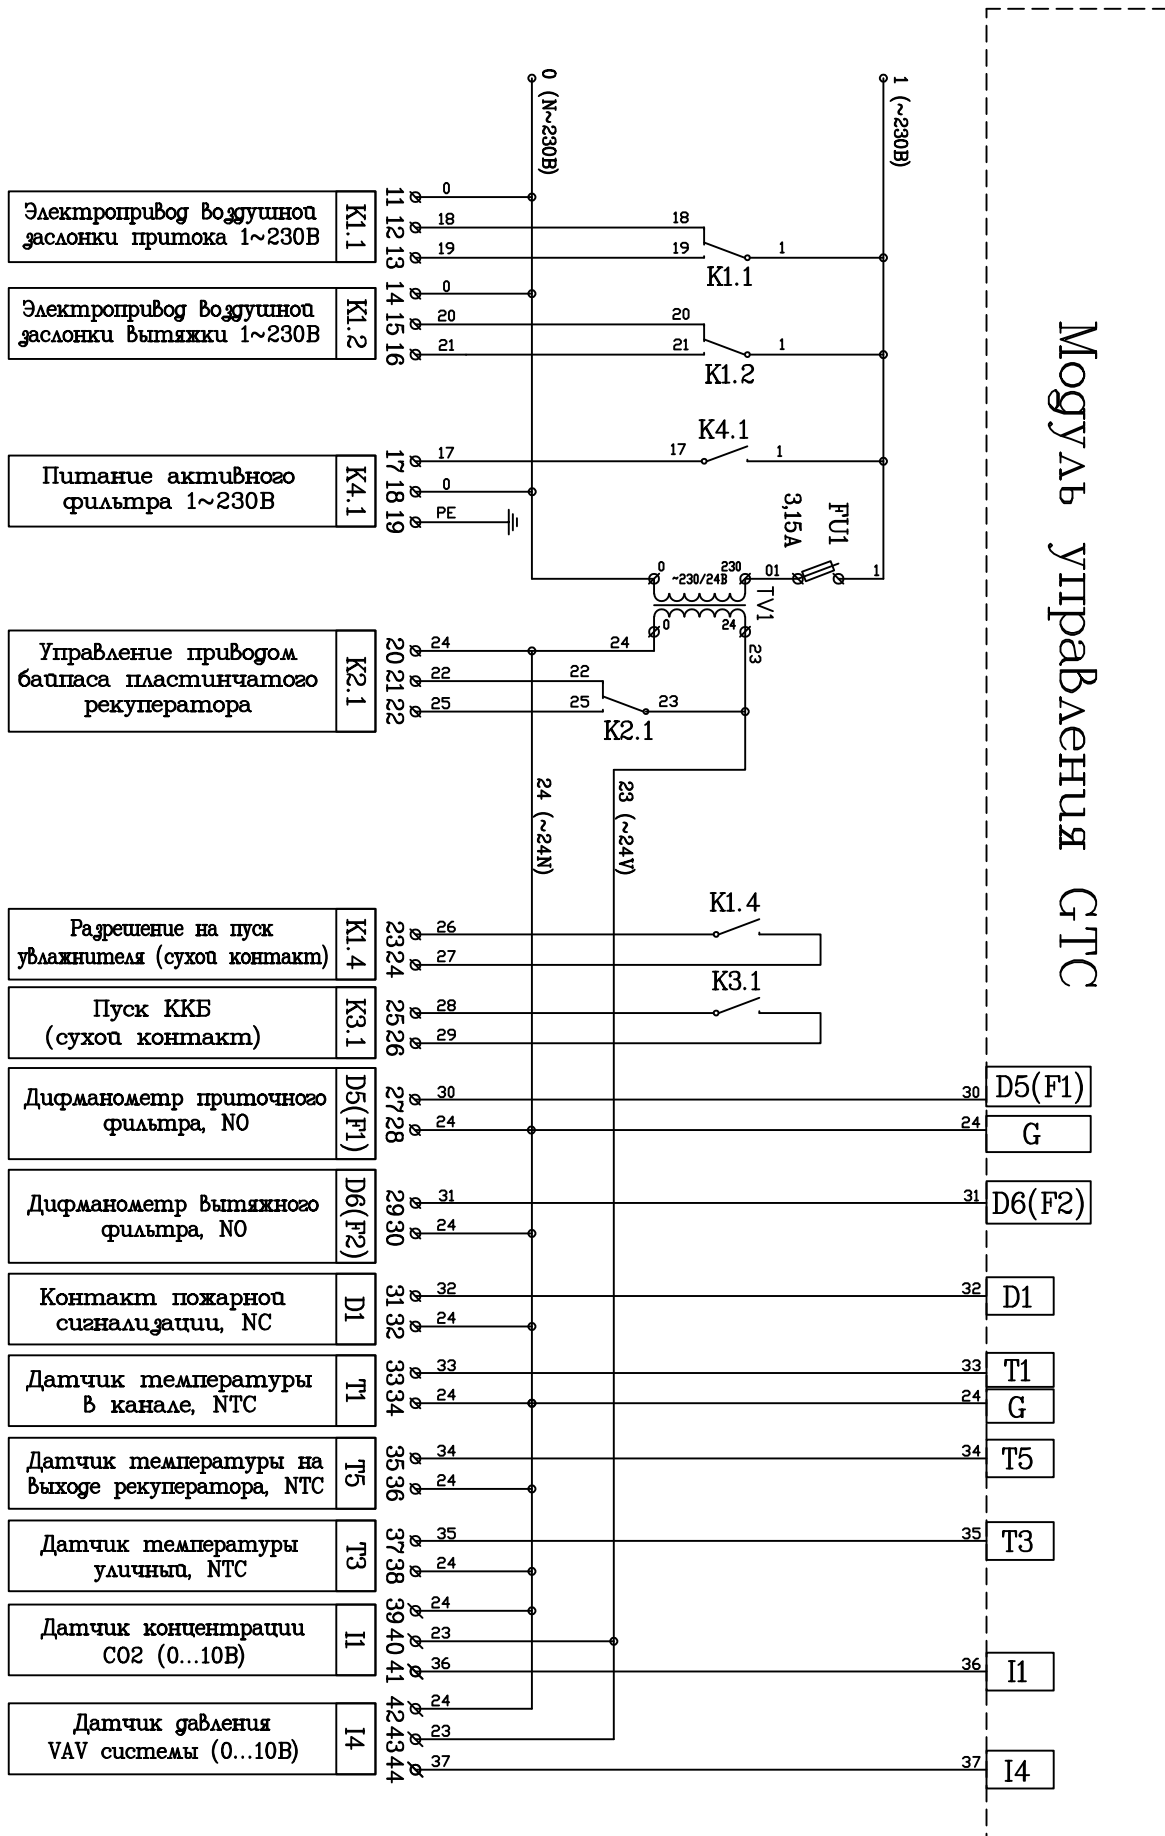 0 (N~230В)
1 (~230В)
Модуль управления GTC
Электропривод воздушной
заслонки притока 1~230В
K1.1
11 12 13
0
18
19
18
19
1
K1.1
Электропривод воздушной
заслонки вытяжки 1~230В
K1.2
14 15 16
0
20
21
20
21
1
K1.2
Питание активного
фильтра 1~230В
K4.1
17 18 19
17
0
PE
17
1
K4.1
FU1
3,15А
1
01
0
230
~230/24В
TV1
0
24
24
23
Управление приводом
байпаса пластинчатого
рекуператора
K2.1
20 21 22
24
22
25
22
25
23
K2.1
24 (~24N)
23 (~24V)
Разрешение на пуск
увлажнителя (сухой контакт)
K1.4
23 24
26
27
K1.4
Пуск ККБ
(сухой контакт)
K3.1
25 26
28
29
K3.1
Дифманометр приточного
фильтра, NO
D5(F1)
27 28
30
24
30
24
D5(F1)
G
Дифманометр вытяжного
фильтра, NO
D6(F2)
29 30
31
24
31
D6(F2)
Контакт пожарной
сигнализации, NC
D1
31 32
32
24
32
D1
Датчик температуры
в канале, NTC
T1
33 34
33
24
33
24
T1
G
Датчик температуры на
выходе рекуператора, NTC
T5
35 36
34
24
34
T5
Датчик температуры
уличный, NTC
T3
37 38
35
24
35
T3
Датчик концентрации
CO2 (0...10В)
I1
39 40 41
24
23
36
36
I1
Датчик давления
VAV системы (0...10В)
I4
42 43 44
24
23
37
37
I4